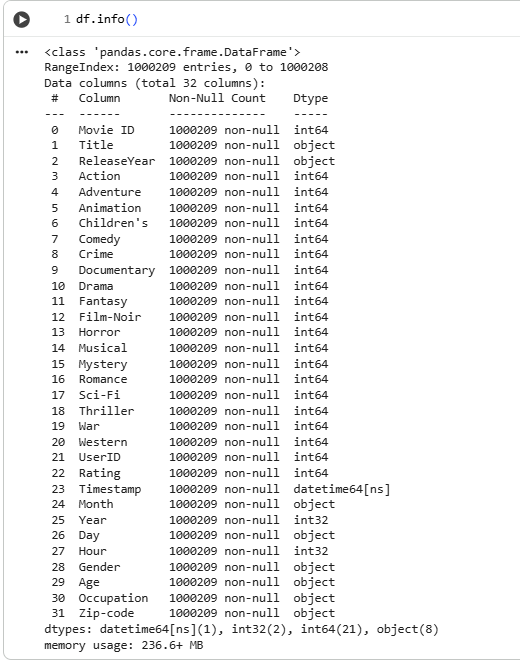 1 df.info()
<class 'pandas.core.frame.DataFrame'>
RangeIndex: 1000209 entries, 0 to 1000208
Data columns (total 32 columns):
 #   Column       Non-Null Count    Dtype
---  ------       --------------    -----
 0   Movie ID     1000209 non-null  int64
 1   Title        1000209 non-null  object
 2   ReleaseYear  1000209 non-null  object
 3   Action       1000209 non-null  int64
 4   Adventure    1000209 non-null  int64
 5   Animation    1000209 non-null  int64
 6   Children's   1000209 non-null  int64
 7   Comedy       1000209 non-null  int64
 8   Crime        1000209 non-null  int64
 9   Documentary  1000209 non-null  int64
 10  Drama        1000209 non-null  int64
 11  Fantasy      1000209 non-null  int64
 12  Film-Noir    1000209 non-null  int64
 13  Horror       1000209 non-null  int64
 14  Musical      1000209 non-null  int64
 15  Mystery      1000209 non-null  int64
 16  Romance      1000209 non-null  int64
 17  Sci-Fi       1000209 non-null  int64
 18  Thriller     1000209 non-null  int64
 19  War          1000209 non-null  int64
 20  Western      1000209 non-null  int64
 21  UserID       1000209 non-null  int64
 22  Rating       1000209 non-null  int64
 23  Timestamp    1000209 non-null  datetime64[ns]
 24  Month        1000209 non-null  object
 25  Year         1000209 non-null  int32
 26  Day          1000209 non-null  object
 27  Hour         1000209 non-null  int32
 28  Gender       1000209 non-null  object
 29  Age          1000209 non-null  object
 30  Occupation   1000209 non-null  object
 31  Zip-code     1000209 non-null  object
dtypes: datetime64[ns](1), int32(2), int64(21), object(8)
memory usage: 236.6+ MB